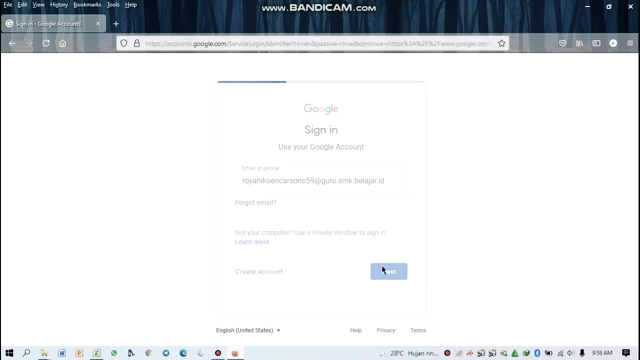 WWW.BANDICAM.COM
File Edit View History Bookmarks Tools Help
Sign in - Google Accounts
Google
Sign in
Use your Google Account
Email or phone
royanikoencarsono59@guru.smk.belajar.id
Forgot email?
Not your computer? Use a Private Window to sign in.
Learn more
Create account
English (United States)
Help Privacy Terms
28°C Hujan rin...
9:58 AM